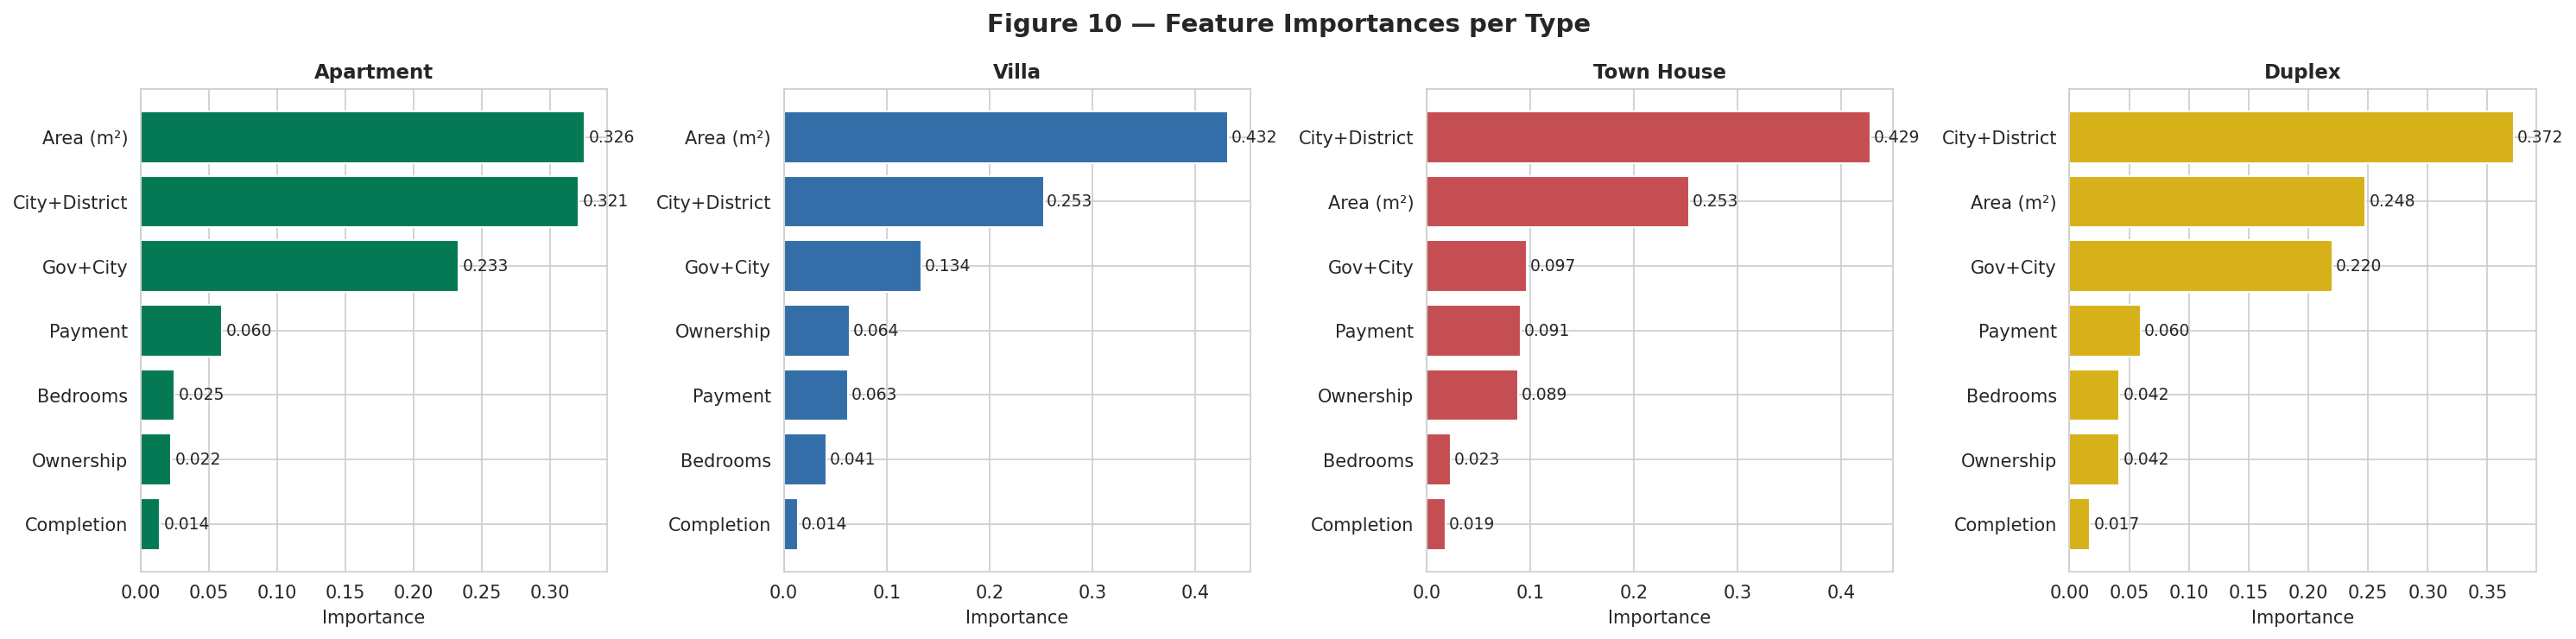 Figure 10 — Feature Importances per Type
Apartment
Area (m²) 0.326
City+District 0.321
Gov+City 0.233
Payment 0.060
Bedrooms 0.025
Ownership 0.022
Completion 0.014
0.00 0.05 0.10 0.15 0.20 0.25 0.30
Importance
Villa
Area (m²) 0.432
City+District 0.253
Gov+City 0.134
Ownership 0.064
Payment 0.063
Bedrooms 0.041
Completion 0.014
0.0 0.1 0.2 0.3 0.4
Importance
Town House
City+District 0.429
Area (m²) 0.253
Gov+City 0.097
Payment 0.091
Ownership 0.089
Bedrooms 0.023
Completion 0.019
0.0 0.1 0.2 0.3 0.4
Importance
Duplex
City+District 0.372
Area (m²) 0.248
Gov+City 0.220
Payment 0.060
Bedrooms 0.042
Ownership 0.042
Completion 0.017
0.00 0.05 0.10 0.15 0.20 0.25 0.30 0.35
Importance